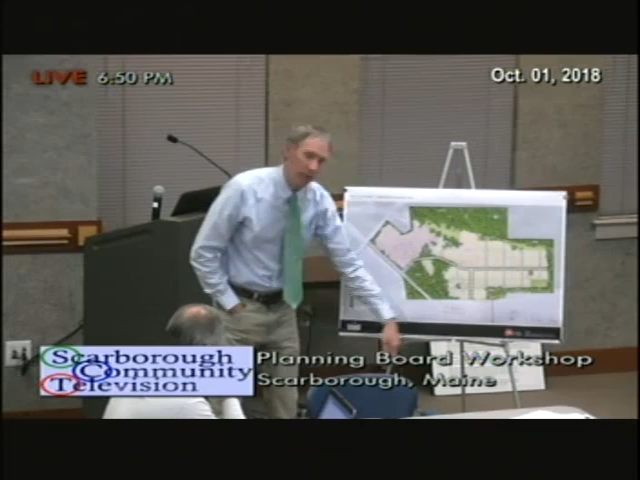 LIVE 6:50 PM
Oct. 01, 2018
Scarborough
Community
Television
Planning Board Workshop
Scarborough, Maine